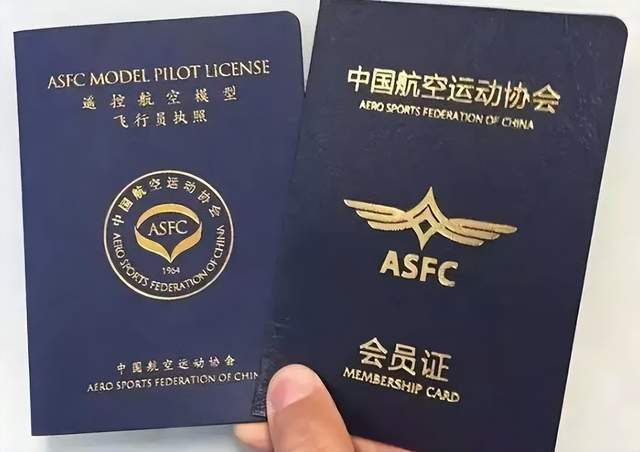 ASFC MODEL PILOT LICENSE
遥控航空模型
飞行员执照
中国航空运动协会
ASFC
1964
AERO SPORTS FEDERATION OF CHINA
中国航空运动协会
AERO SPORTS FEDERATION OF CHIN
中国航空运动协会
AERO SPORTS FEDERATION OF CHINA
ASFC
会员证
MEMBERSHIP CARD